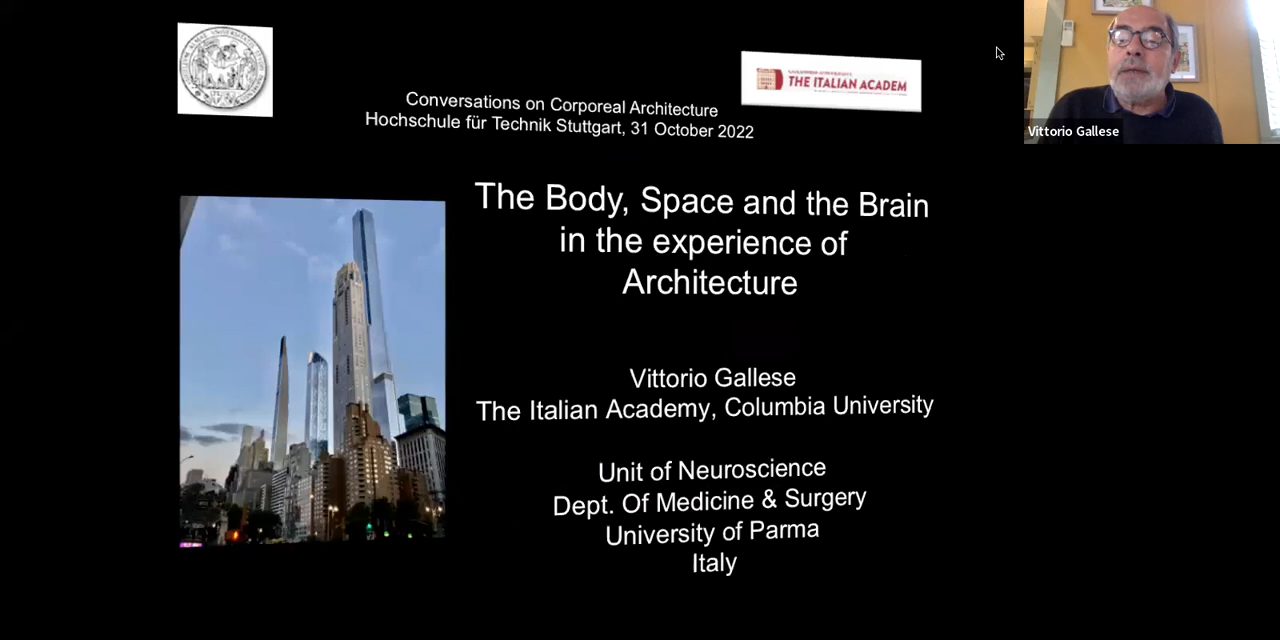 THE ITALIAN ACADEM
Conversations on Corporeal Architecture
Hochschule für Technik Stuttgart, 31 October 2022
Vittorio Gallese
The Body, Space and the Brain
in the experience of
Architecture
Vittorio Gallese
The Italian Academy, Columbia University
Unit of Neuroscience
Dept. Of Medicine & Surgery
University of Parma
Italy